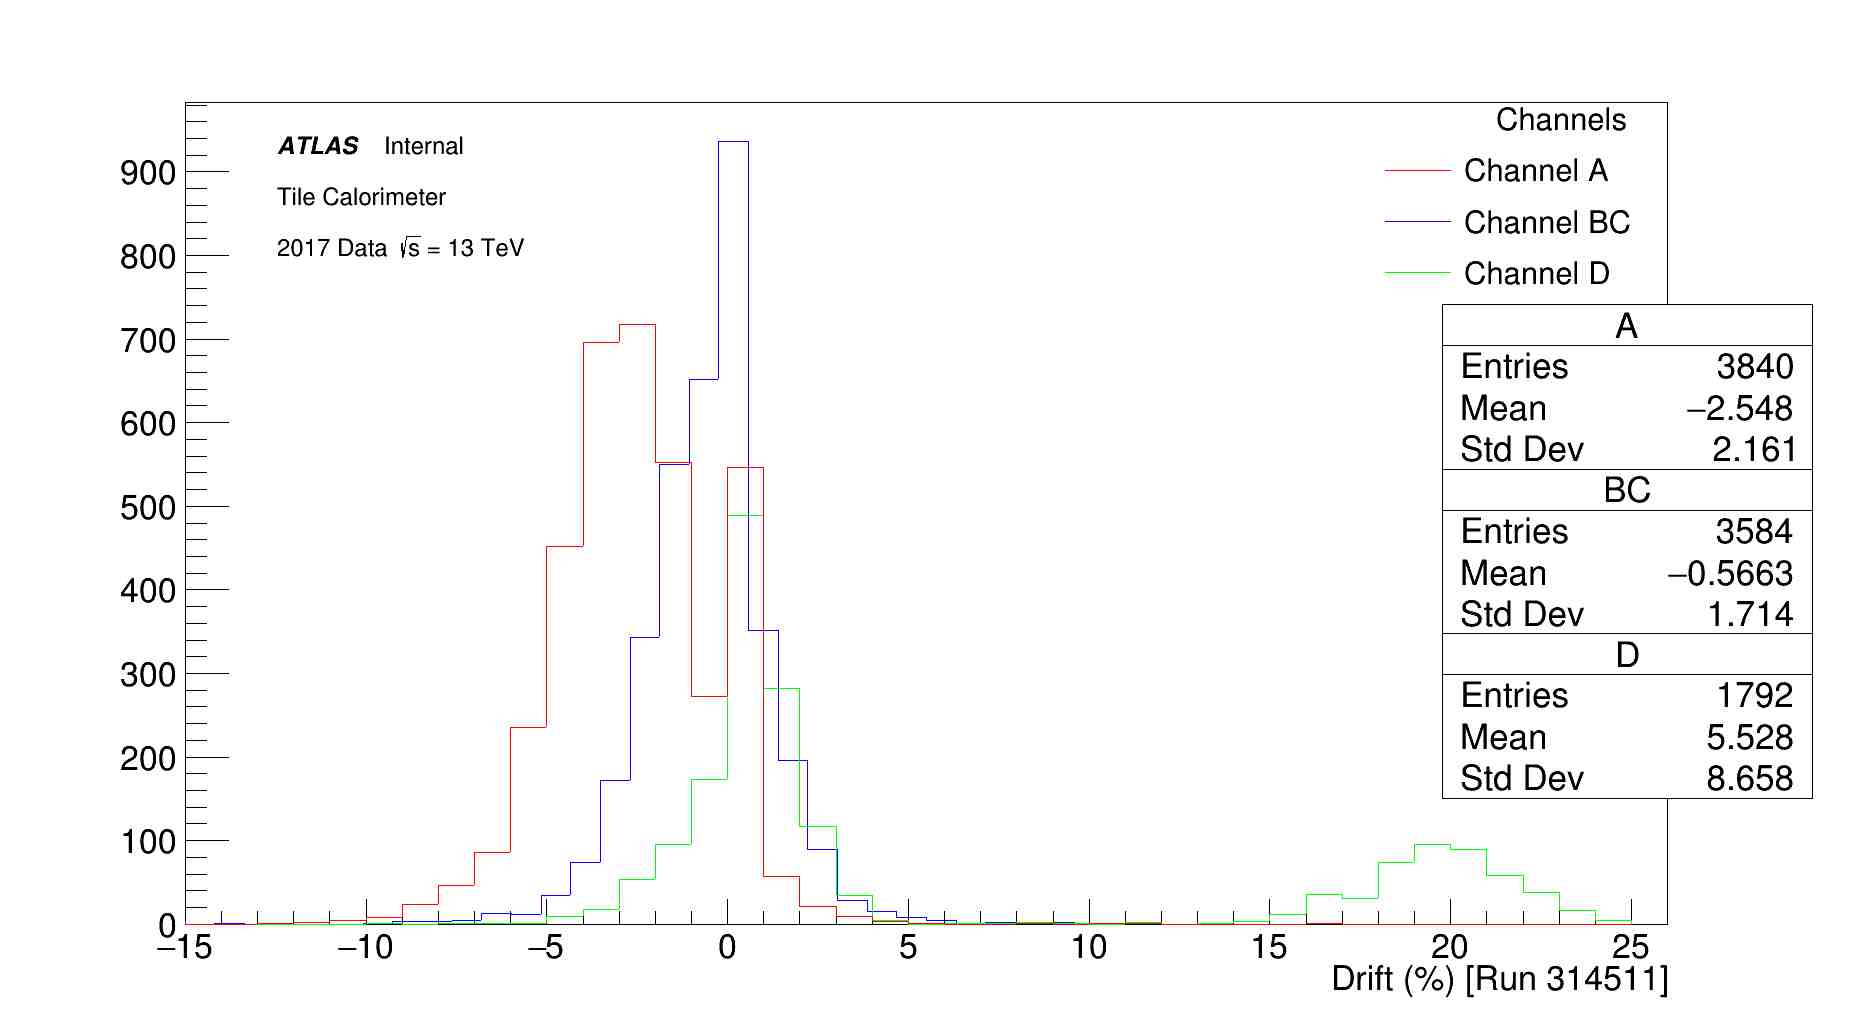 ATLAS Internal
Tile Calorimeter
2017 Data √s = 13 TeV
Channels
Channel A
Channel BC
Channel D
A
Entries 3840
Mean −2.548
Std Dev 2.161
BC
Entries 3584
Mean −0.5663
Std Dev 1.714
D
Entries 1792
Mean 5.528
Std Dev 8.658
900
800
700
600
500
400
300
200
100
0
−15 −10 −5 0 5 10 15 20 25
Drift (%) [Run 314511]